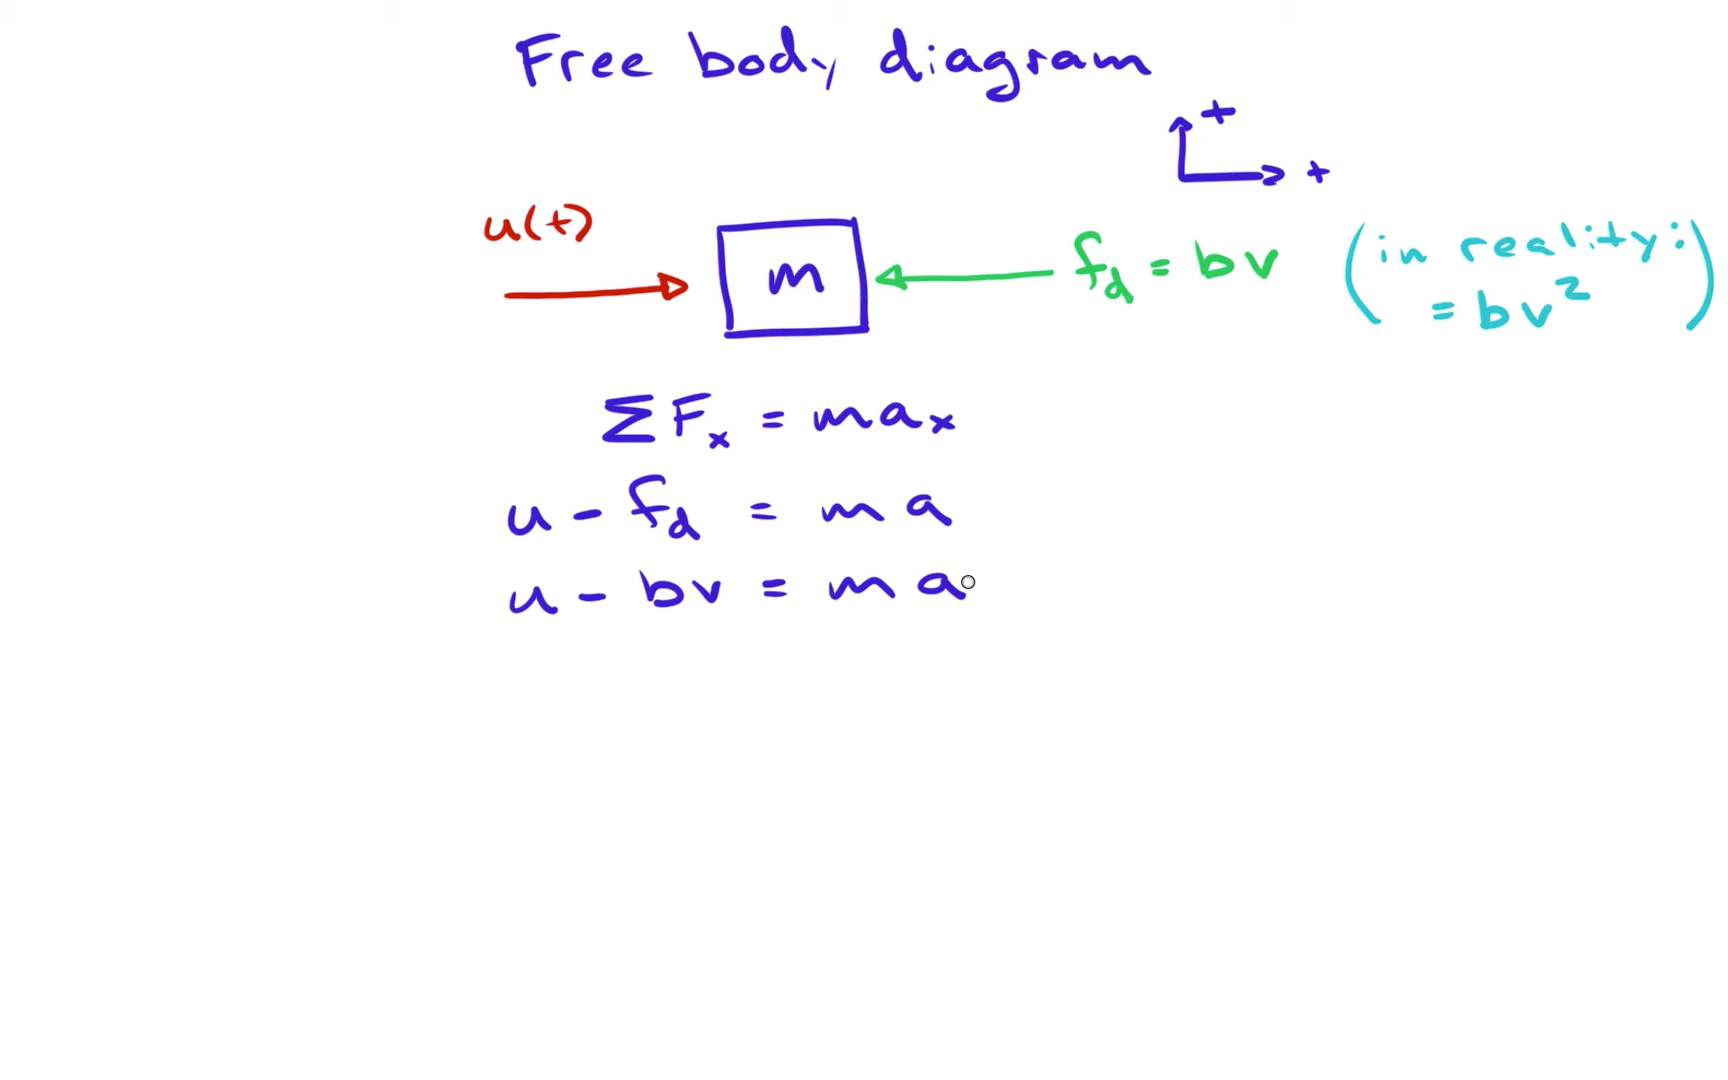 Free body diagram
+
+
u(t)
m
f_d = bv
(in reality: = bv²)
ΣF_x = ma_x
u - f_d = ma
u - bv = ma